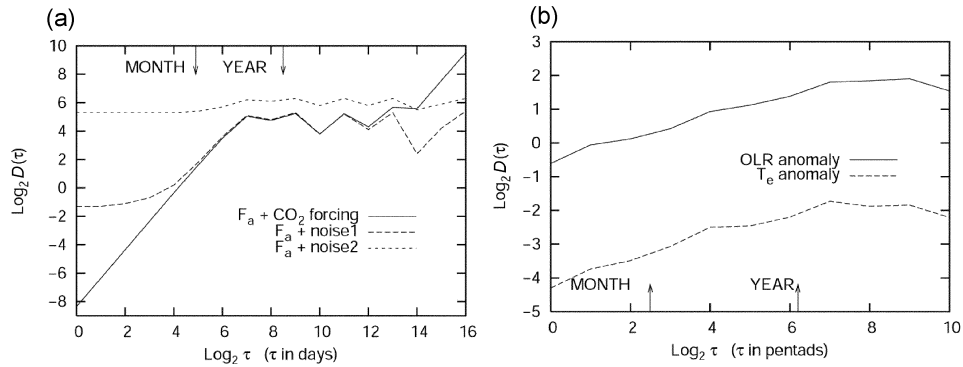 (a)
Log₂ D(τ)
10
8
6
4
2
0
−2
−4
−6
−8
MONTH
YEAR
Fₐ + CO₂ forcing
Fₐ + noise1
Fₐ + noise2
0 2 4 6 8 10 12 14 16
Log₂ τ (τ in days)
(b)
Log₂ D(τ)
3
2
1
0
−1
−2
−3
−4
−5
OLR anomaly
Tₑ anomaly
MONTH
YEAR
0 2 4 6 8 10
Log₂ τ (τ in pentads)